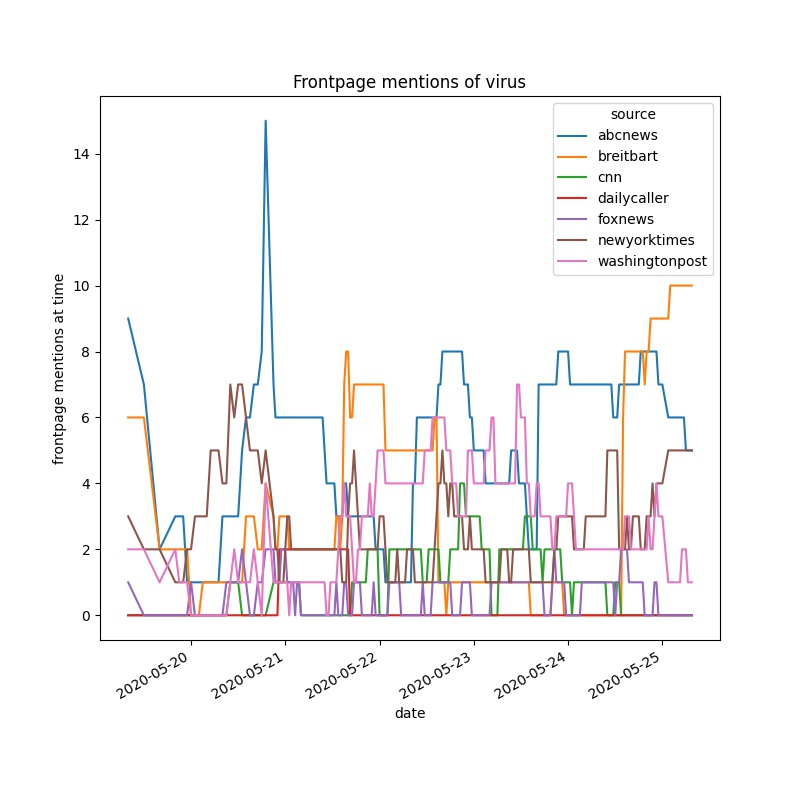 Frontpage mentions of virus
source
abcnews
breitbart
cnn
dailycaller
foxnews
newyorktimes
washingtonpost
frontpage mentions at time
14
12
10
8
6
4
2
0
2020-05-20
2020-05-21
2020-05-22
2020-05-23
2020-05-24
2020-05-25
date